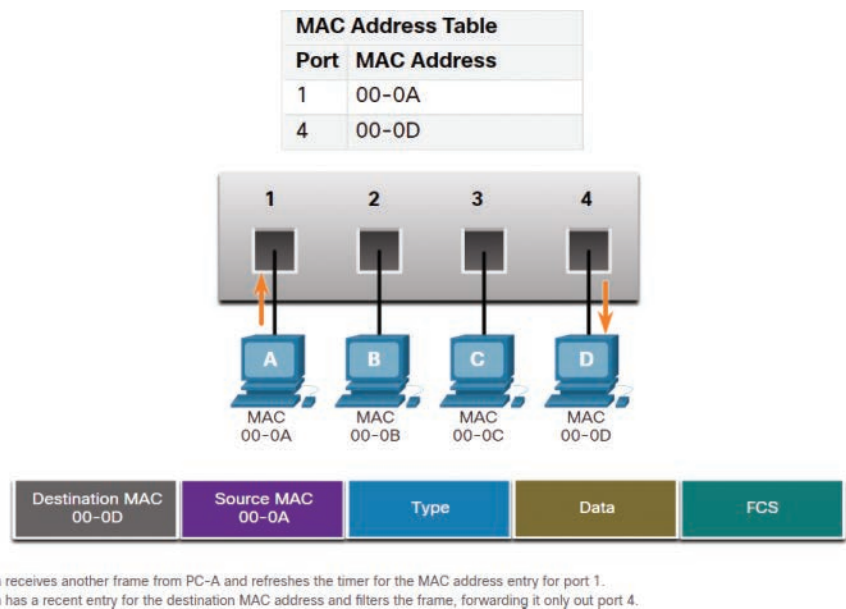 MAC Address Table
Port MAC Address
1 00-0A
4 00-0D
1 2 3 4
A B C D
MAC MAC MAC MAC
00-0A 00-0B 00-0C 00-0D
Destination MAC Source MAC Type Data FCS
00-0D 00-0A
receives another frame from PC-A and refreshes the timer for the MAC address entry for port 1.
has a recent entry for the destination MAC address and filters the frame, forwarding it only out port 4.